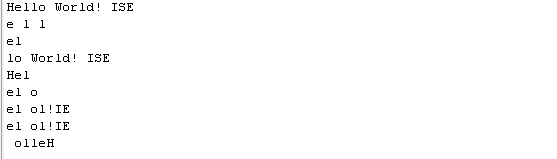 Hello World! ISE
e l l
el
lo World! ISE
Hel
el o
el ol!IE
el ol!IE
 olleH